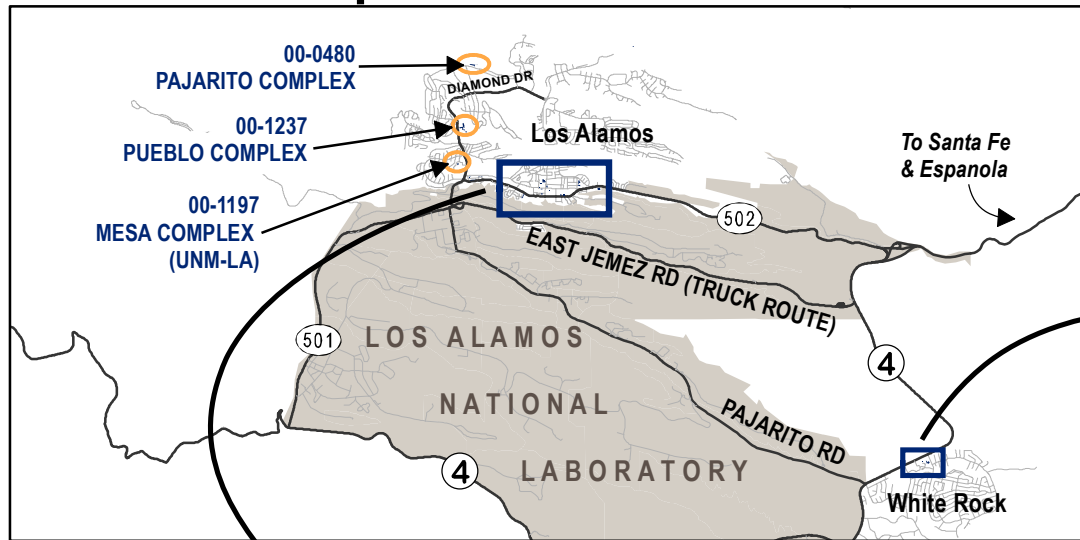 00-0480
PAJARITO COMPLEX
DIAMOND DR
00-1237
PUEBLO COMPLEX
Los Alamos
To Santa Fe
& Espanola
00-1197
MESA COMPLEX
(UNM-LA)
502
EAST JEMEZ RD (TRUCK ROUTE)
501
LOS ALAMOS
4
NATIONAL
PAJARITO RD
4
LABORATORY
White Rock